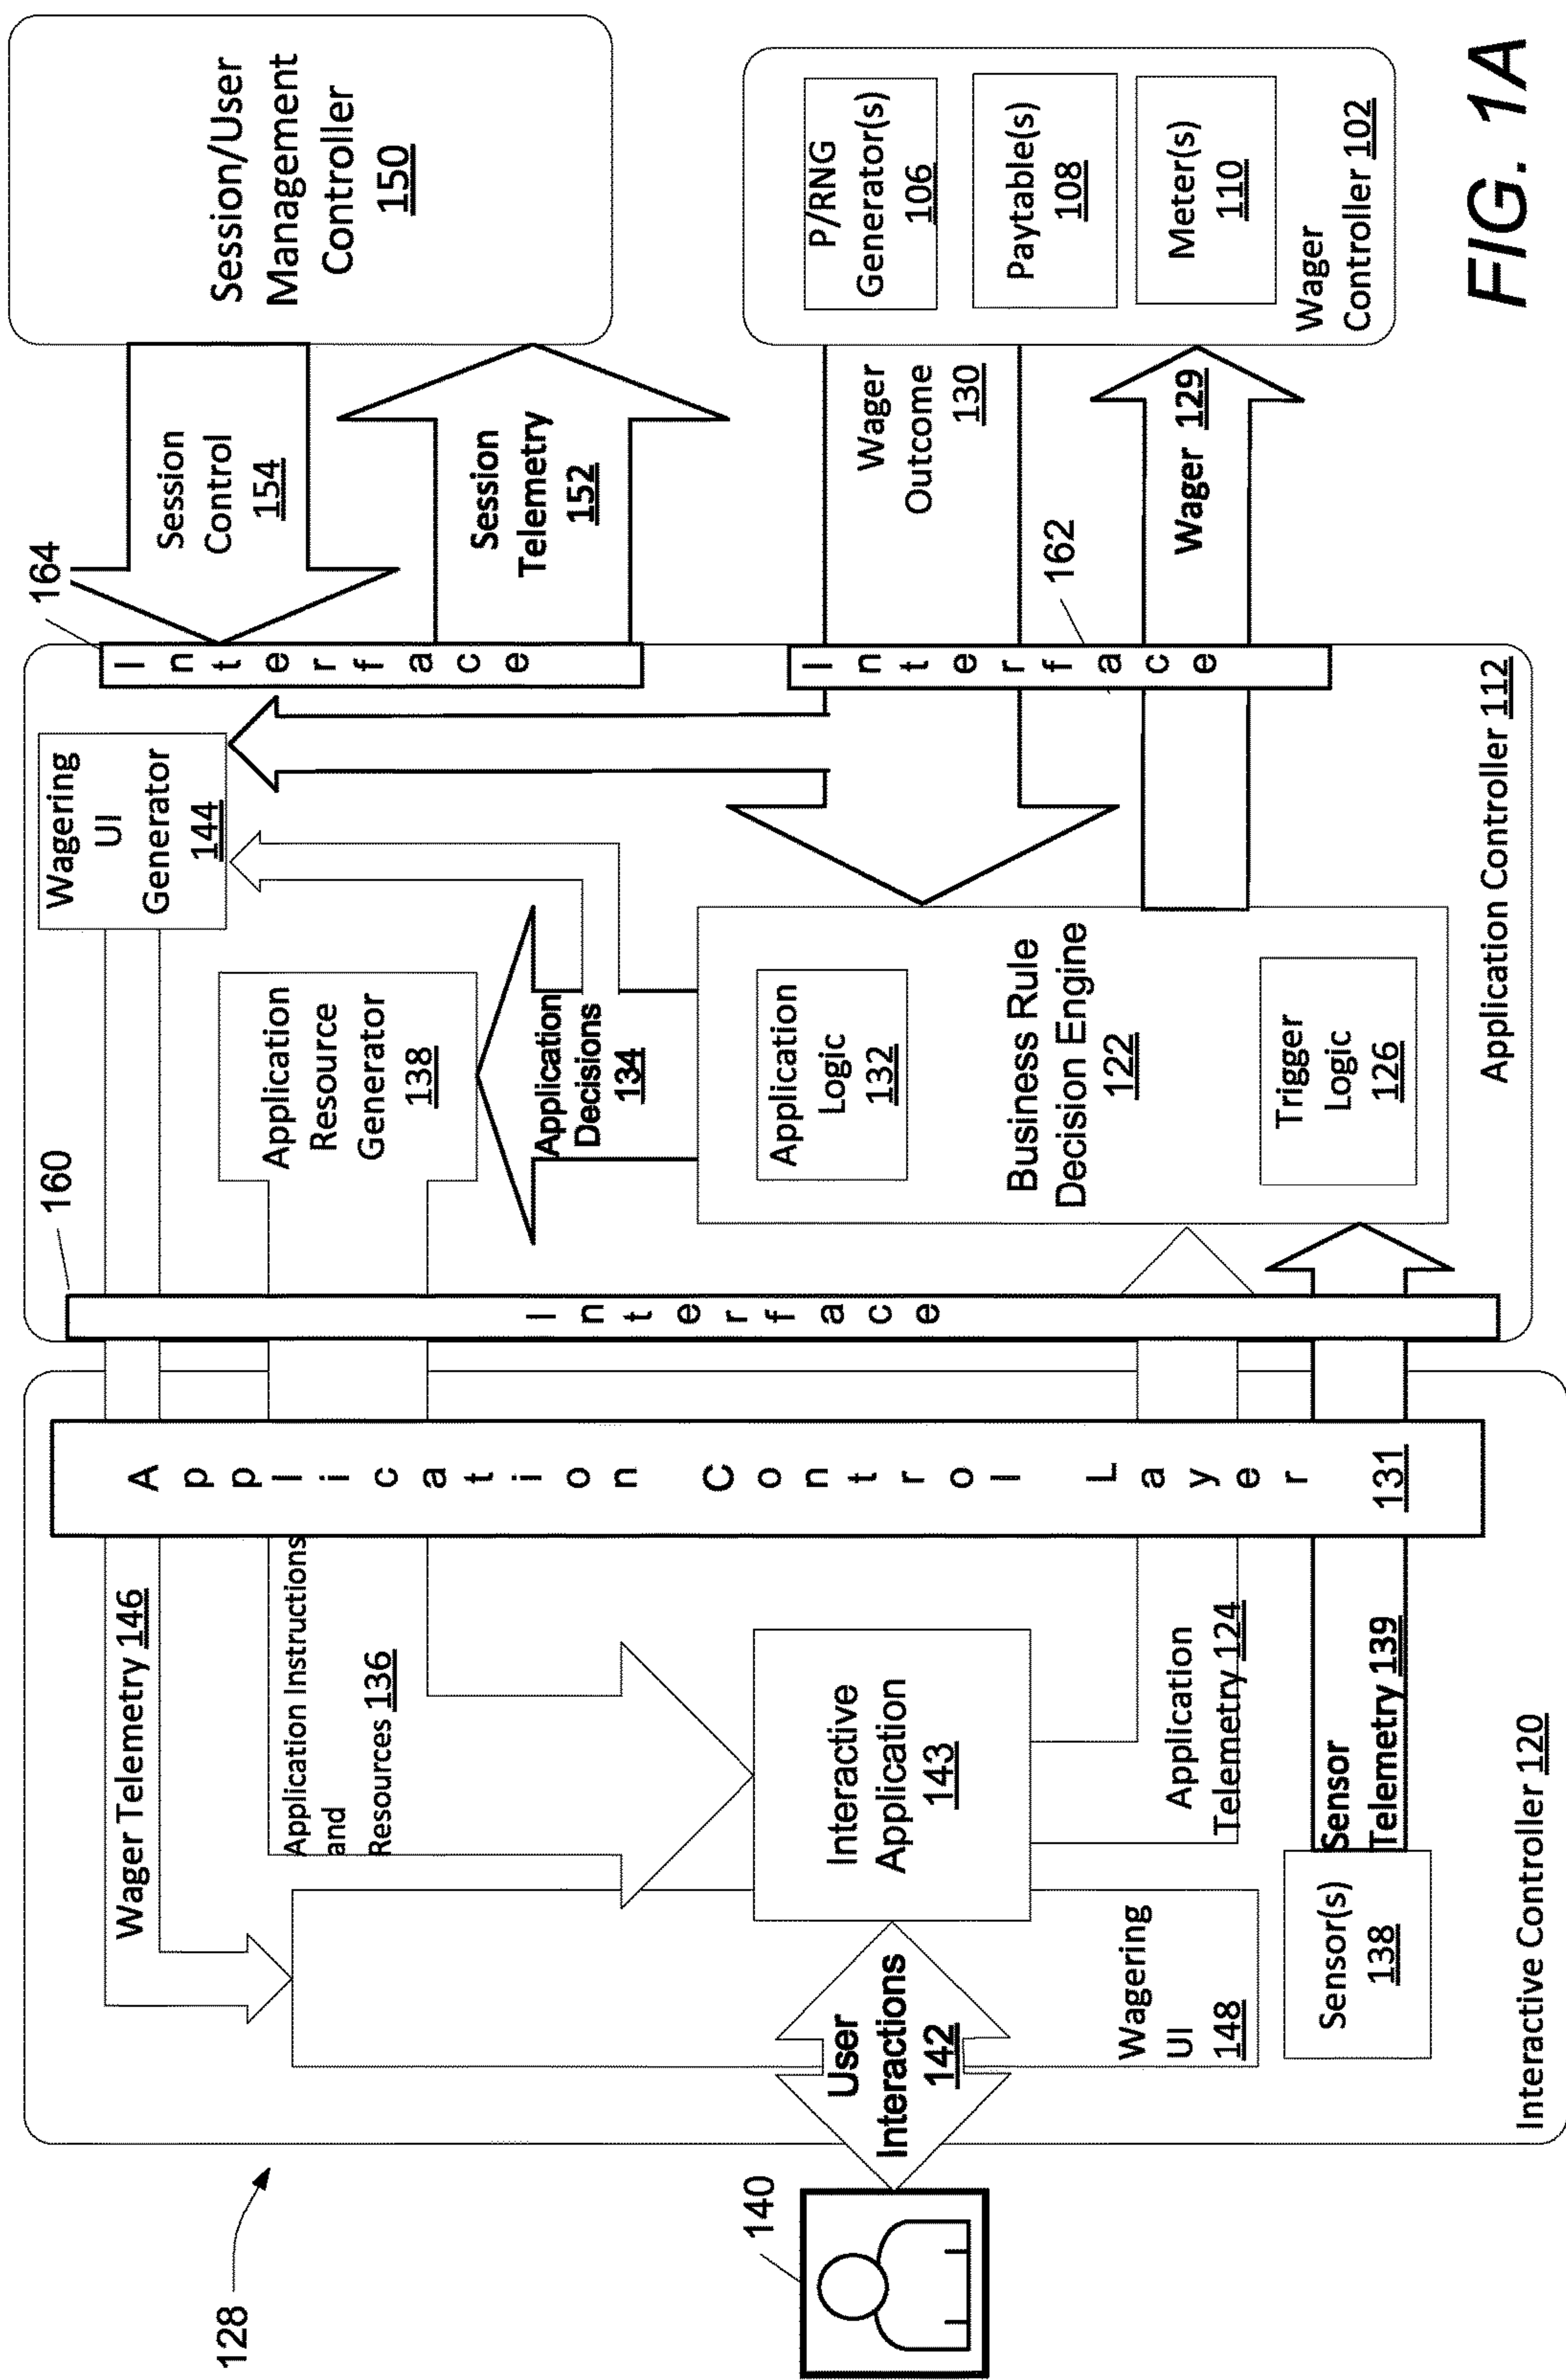 128
140
User
Interactions
142
Wager Telemetry 146
Application Instructions
and
Resources 136
Interactive
Application
143
Wagering
UI
148
Application
Telemetry 124
Sensor
Telemetry 139
Sensor(s)
138
Interactive Controller 120
Application Control Layer
131
160
Interface
Wagering
UI
Generator
144
Application
Resource
Generator
138
Application
Decisions
134
Application
Logic
132
Business Rule
Decision Engine
122
Trigger
Logic
126
Application Controller 112
164
Interface
162
Interface
Session
Control
154
Session
Telemetry
152
Wager
Outcome
130
Wager 129
Session/User
Management
Controller
150
P/RNG
Generator(s)
106
Paytable(s)
108
Meter(s)
110
Wager
Controller 102
FIG. 1A